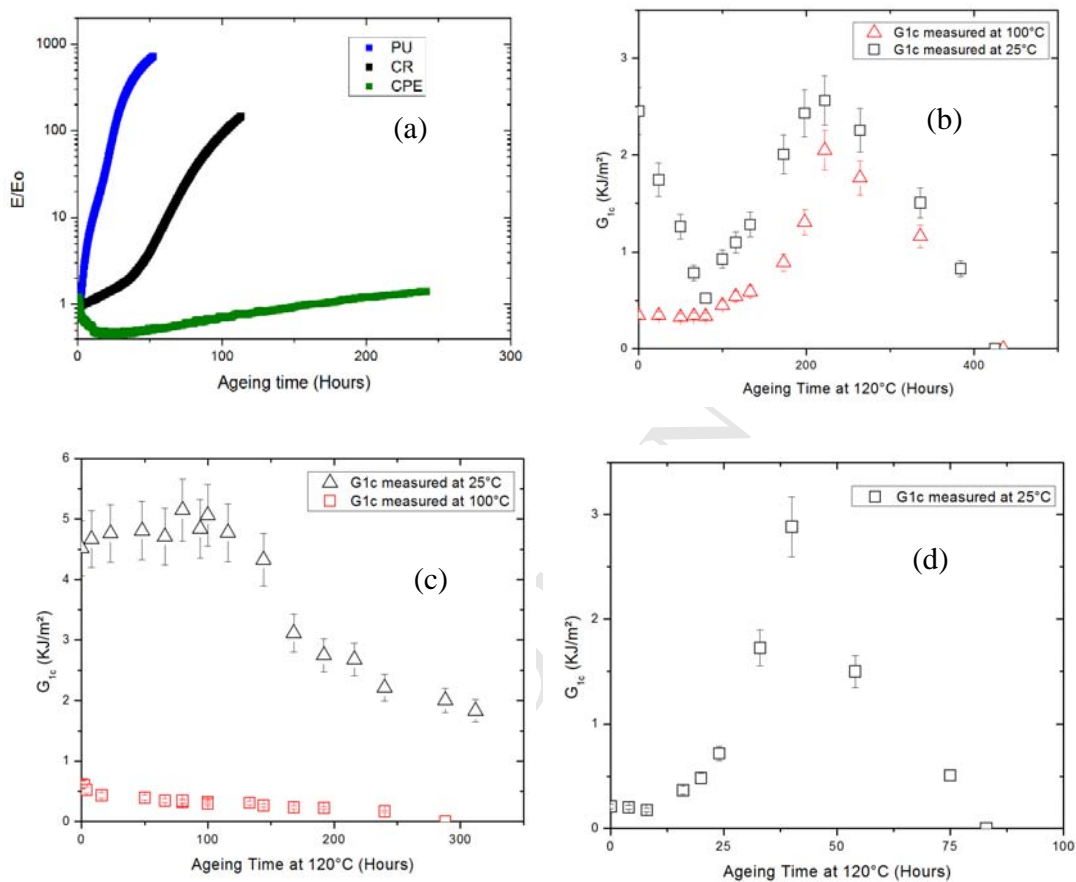 1000
100
10
1
E/Eo
PU
CR
CPE
(a)
0
100
200
300
Ageing time (Hours)
3
2
1
0
G1c (KJ/m²)
G1c measured at 100°C
G1c measured at 25°C
(b)
0
200
400
Ageing Time at 120°C (Hours)
6
5
4
3
2
1
0
G1c (KJ/m²)
G1c measured at 25°C
G1c measured at 100°C
(c)
0
100
200
300
Ageing Time at 120°C (Hours)
3
2
1
0
G1c (KJ/m²)
G1c measured at 25°C
(d)
0
25
50
75
100
Ageing Time at 120°C (Hours)